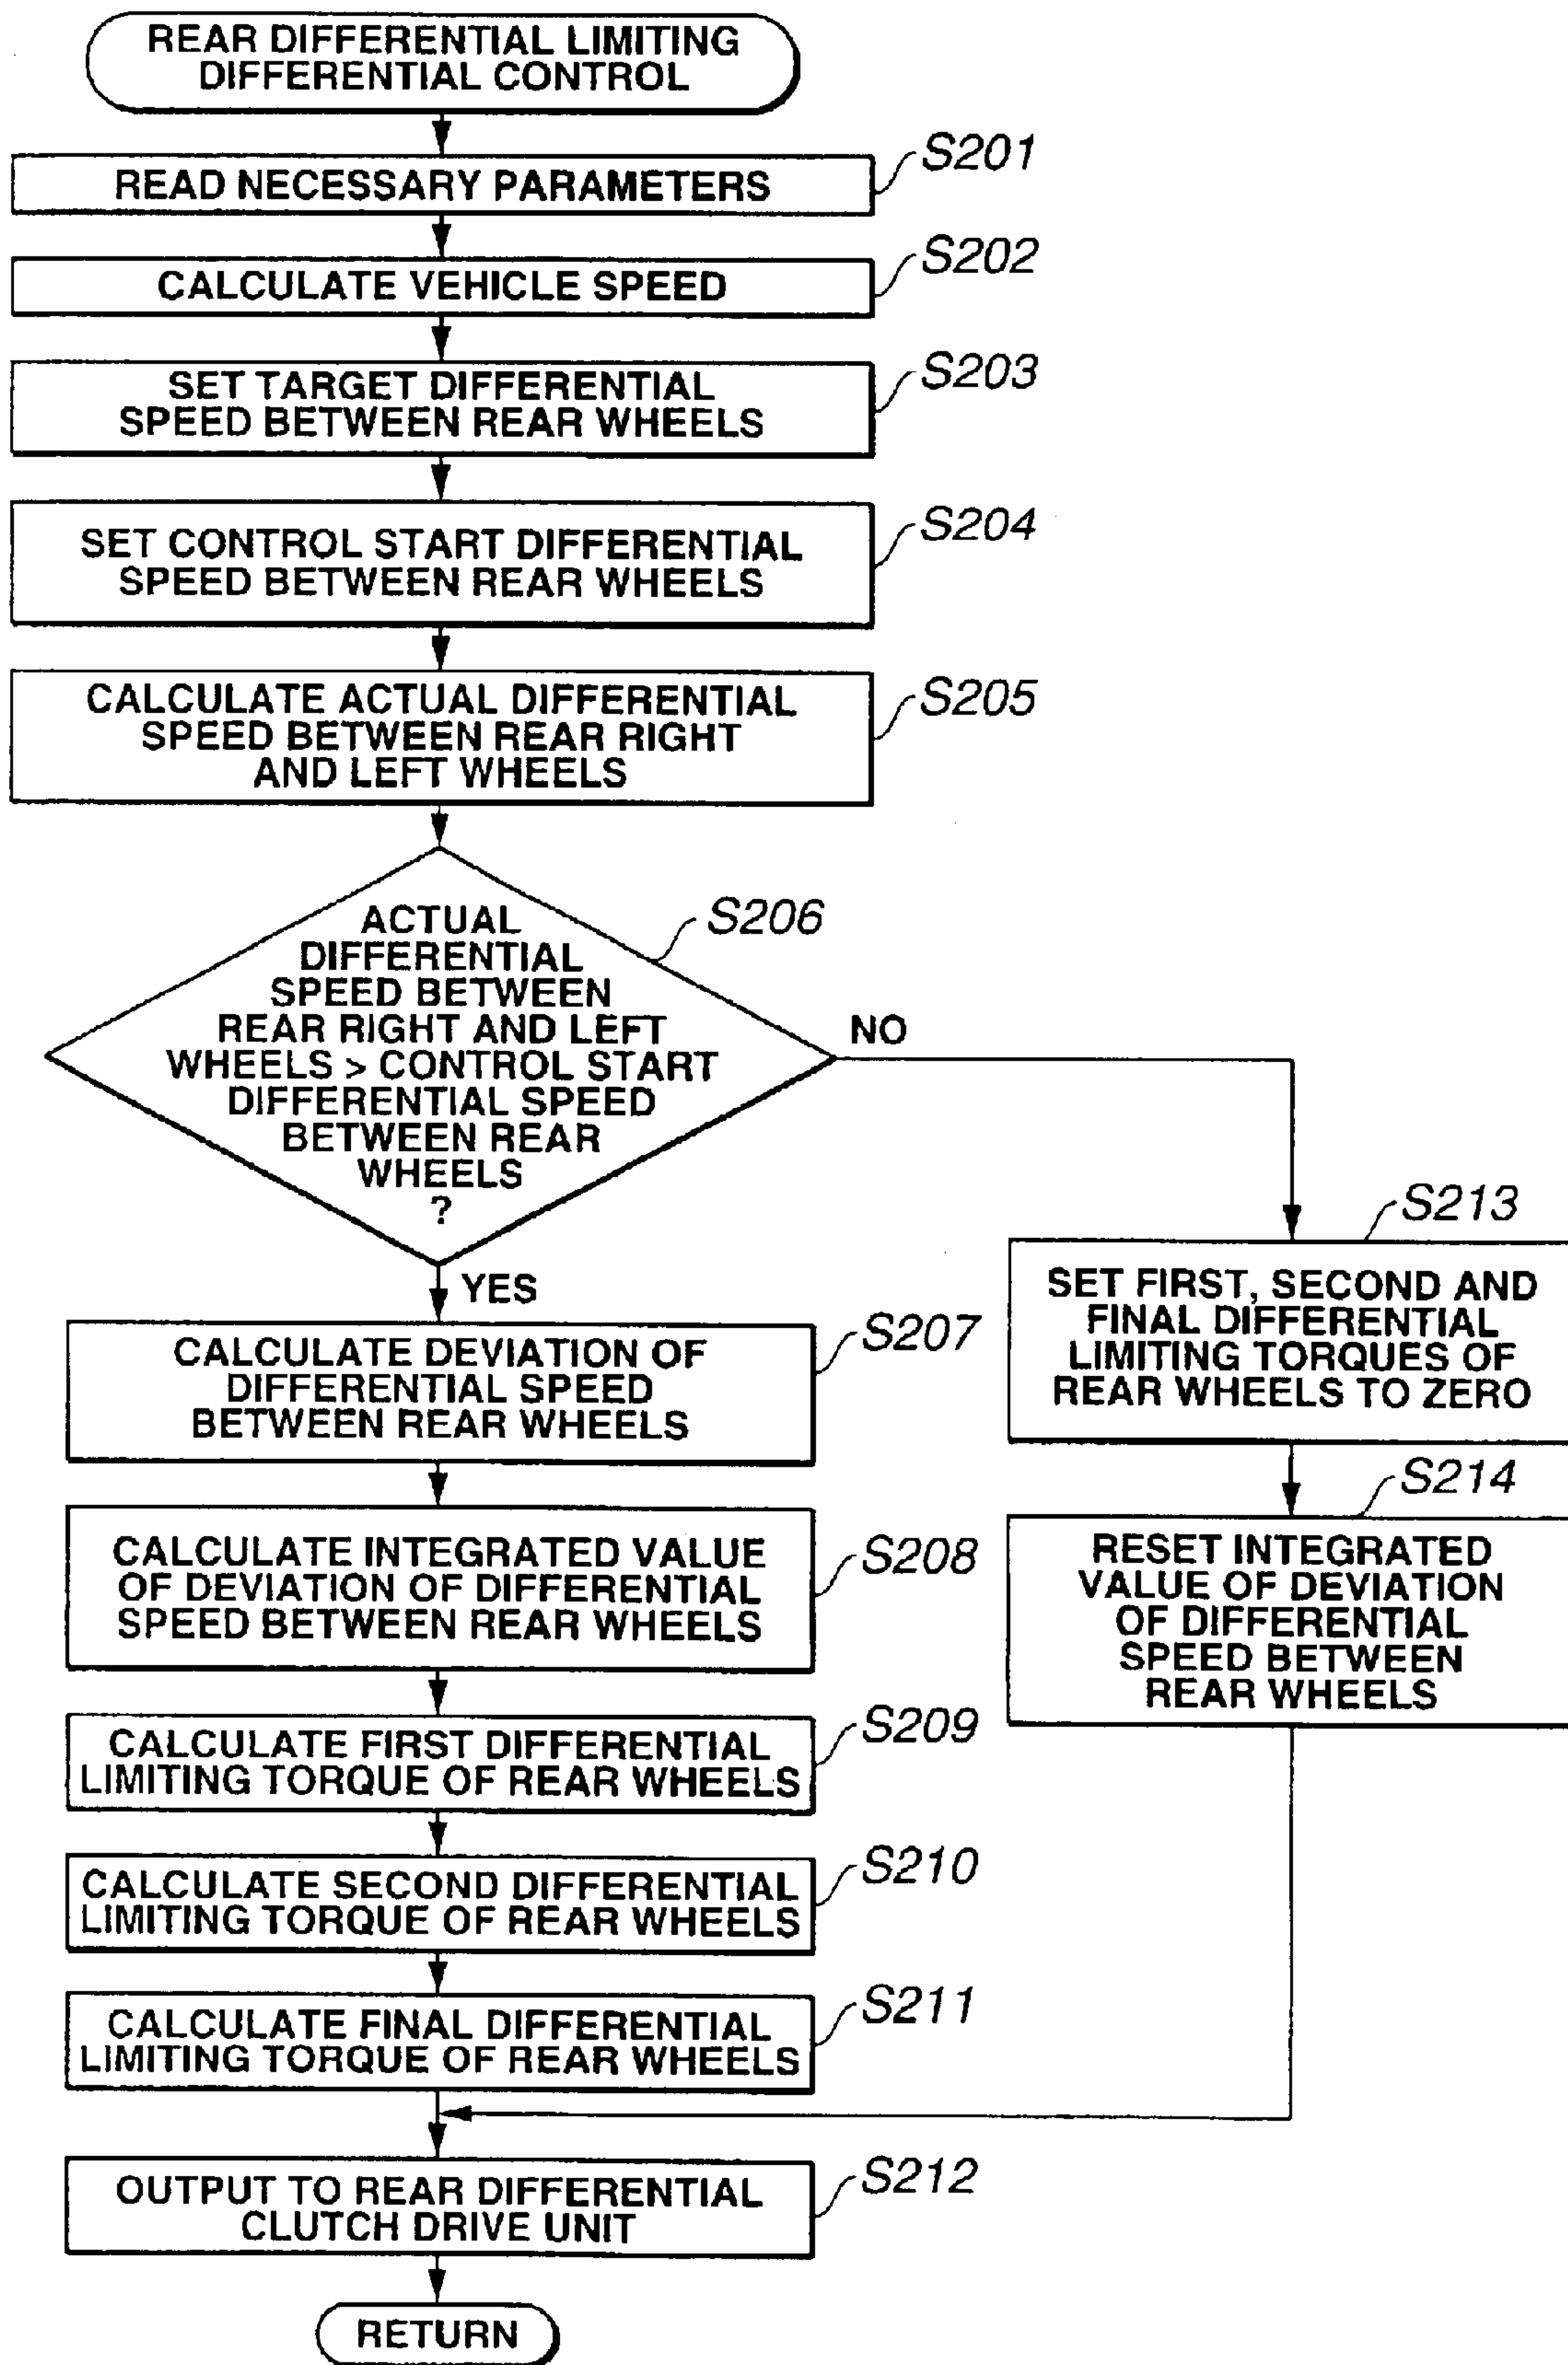 REAR DIFFERENTIAL LIMITING
DIFFERENTIAL CONTROL
S201
READ NECESSARY PARAMETERS
S202
CALCULATE VEHICLE SPEED
S203
SET TARGET DIFFERENTIAL
SPEED BETWEEN REAR WHEELS
S204
SET CONTROL START DIFFERENTIAL
SPEED BETWEEN REAR WHEELS
S205
CALCULATE ACTUAL DIFFERENTIAL
SPEED BETWEEN REAR RIGHT
AND LEFT WHEELS
S206
ACTUAL
DIFFERENTIAL
SPEED BETWEEN
REAR RIGHT AND LEFT
WHEELS > CONTROL START
DIFFERENTIAL SPEED
BETWEEN REAR
WHEELS
?
NO
YES
S207
CALCULATE DEVIATION OF
DIFFERENTIAL SPEED
BETWEEN REAR WHEELS
S208
CALCULATE INTEGRATED VALUE
OF DEVIATION OF DIFFERENTIAL
SPEED BETWEEN REAR WHEELS
S209
CALCULATE FIRST DIFFERENTIAL
LIMITING TORQUE OF REAR WHEELS
S210
CALCULATE SECOND DIFFERENTIAL
LIMITING TORQUE OF REAR WHEELS
S211
CALCULATE FINAL DIFFERENTIAL
LIMITING TORQUE OF REAR WHEELS
S213
SET FIRST, SECOND AND
FINAL DIFFERENTIAL
LIMITING TORQUES OF
REAR WHEELS TO ZERO
S214
RESET INTEGRATED
VALUE OF DEVIATION
OF DIFFERENTIAL
SPEED BETWEEN
REAR WHEELS
S212
OUTPUT TO REAR DIFFERENTIAL
CLUTCH DRIVE UNIT
RETURN